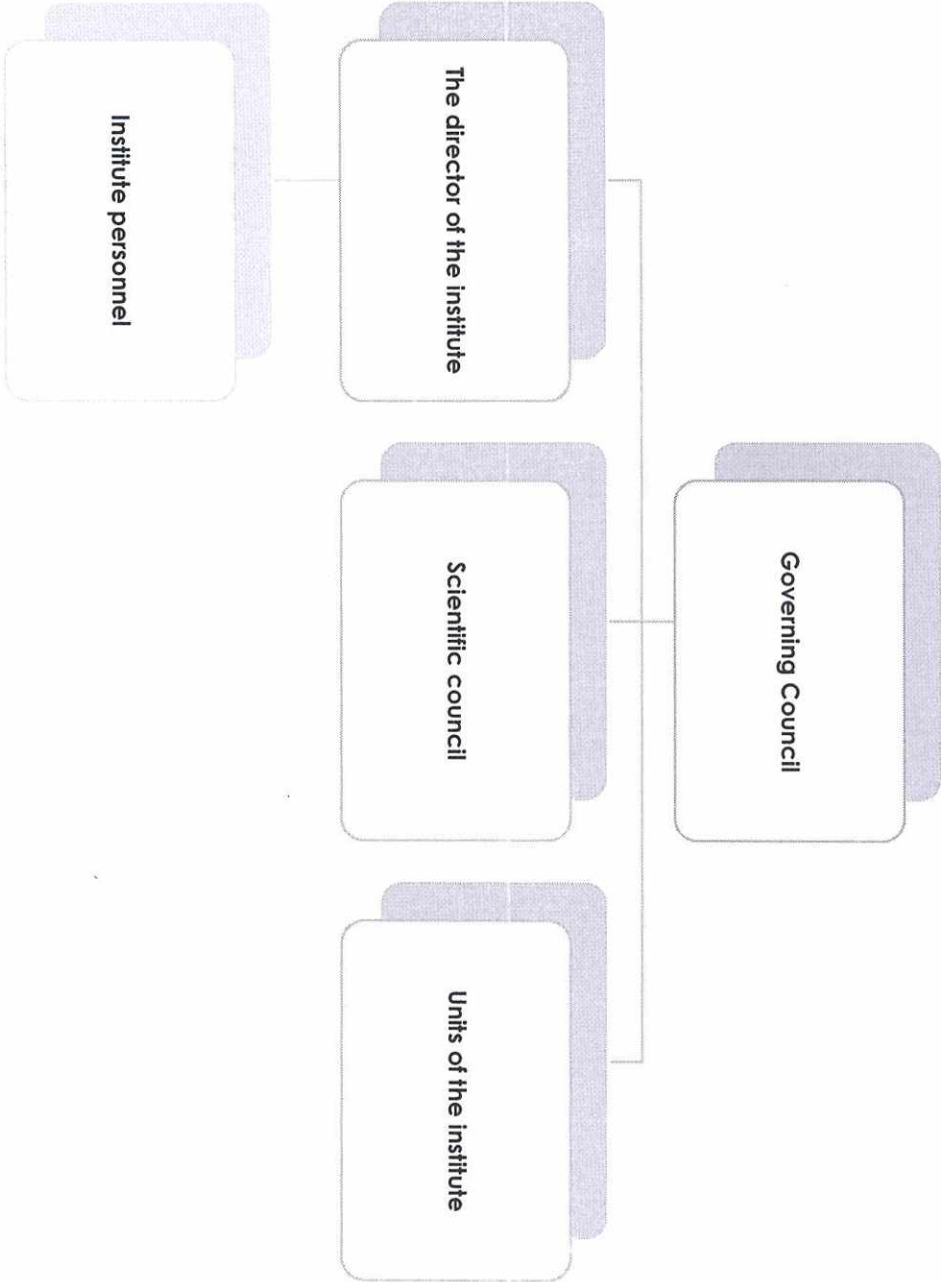 Governing Council
The director of the institute
Scientific council
Units of the institute
Institute personnel